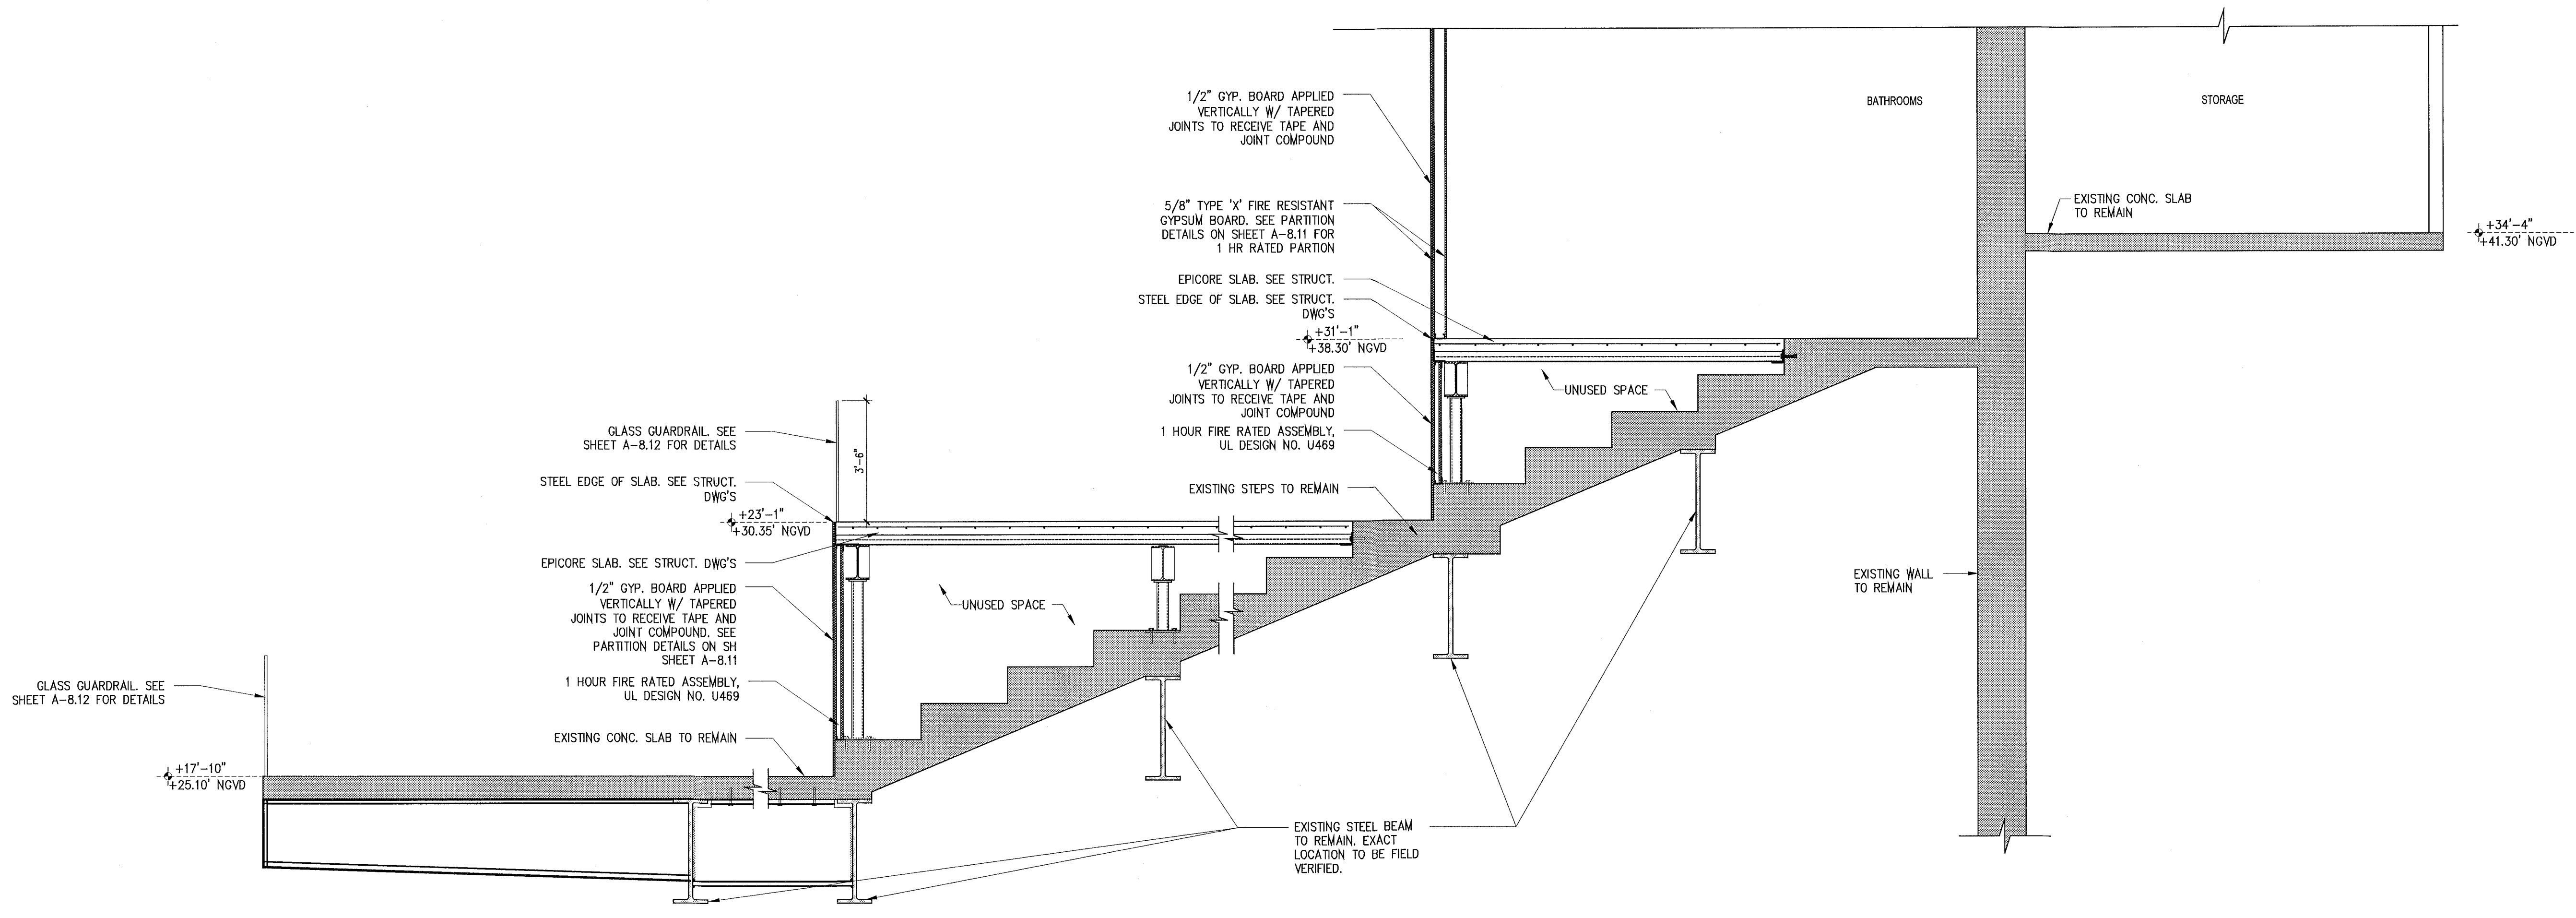 1/2" GYP. BOARD APPLIED
VERTICALLY W/ TAPERED
JOINTS TO RECEIVE TAPE AND
JOINT COMPOUND
BATHROOMS
STORAGE
5/8" TYPE 'X' FIRE RESISTANT
GYPSUM BOARD. SEE PARTITION
DETAILS ON SHEET A-8.11 FOR
1 HR RATED PARTION
EXISTING CONC. SLAB
TO REMAIN
+34'-4"
+41.30' NGVD
EPICORE SLAB. SEE STRUCT.
STEEL EDGE OF SLAB. SEE STRUCT.
DWG'S
+31'-1"
+38.30' NGVD
1/2" GYP. BOARD APPLIED
VERTICALLY W/ TAPERED
JOINTS TO RECEIVE TAPE AND
JOINT COMPOUND
UNUSED SPACE
1 HOUR FIRE RATED ASSEMBLY,
UL DESIGN NO. U469
GLASS GUARDRAIL. SEE
SHEET A-8.12 FOR DETAILS
3'-6"
STEEL EDGE OF SLAB. SEE STRUCT.
DWG'S
EXISTING STEPS TO REMAIN
+23'-1"
+30.35' NGVD
EPICORE SLAB. SEE STRUCT. DWG'S
1/2" GYP. BOARD APPLIED
VERTICALLY W/ TAPERED
JOINTS TO RECEIVE TAPE AND
JOINT COMPOUND. SEE
PARTITION DETAILS ON SH
SHEET A-8.11
UNUSED SPACE
EXISTING WALL
TO REMAIN
1 HOUR FIRE RATED ASSEMBLY,
UL DESIGN NO. U469
GLASS GUARDRAIL. SEE
SHEET A-8.12 FOR DETAILS
EXISTING CONC. SLAB TO REMAIN
+17'-10"
+25.10' NGVD
EXISTING STEEL BEAM
TO REMAIN. EXACT
LOCATION TO BE FIELD
VERIFIED.